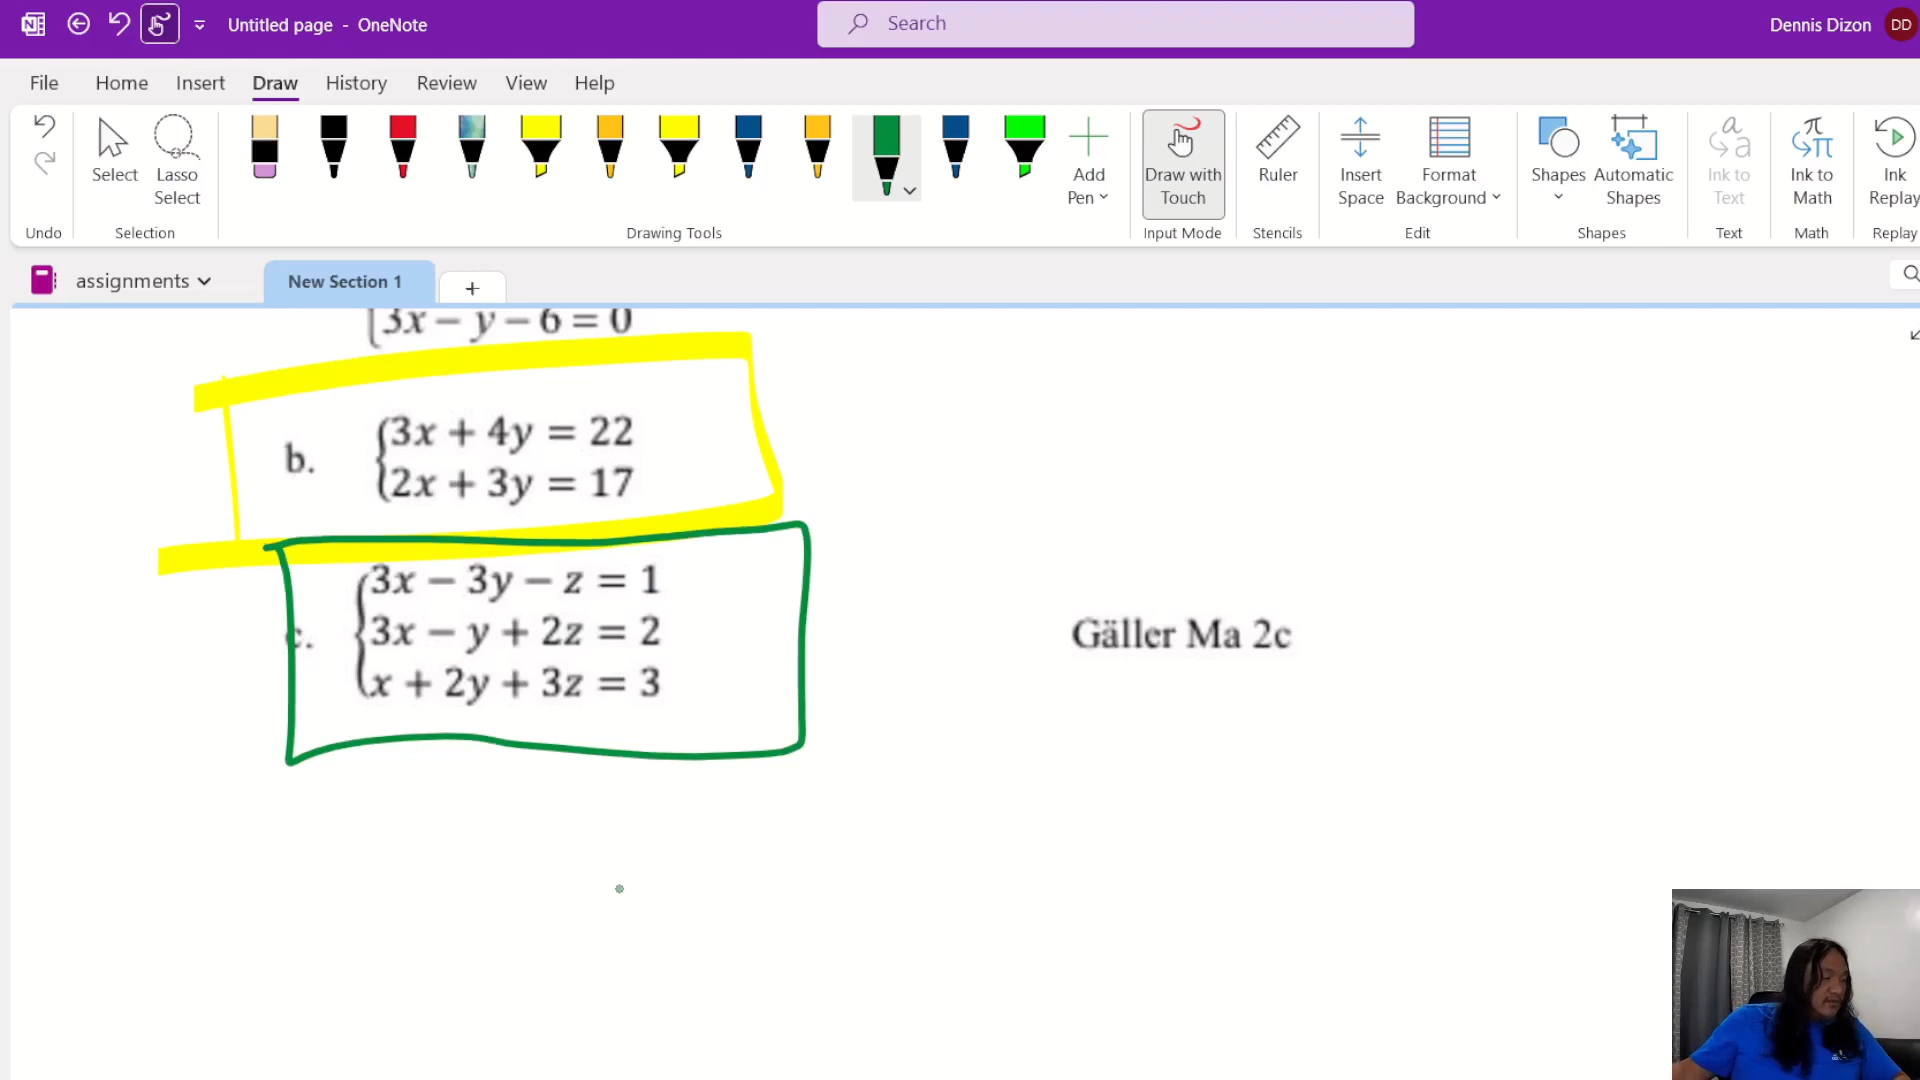 Untitled page - OneNote
Search
Dennis Dizon
DD
File Home Insert Draw History Review View Help
Undo
Select
Lasso Select
Selection
Drawing Tools
Add Pen
Draw with Touch
Input Mode
Ruler
Stencils
Insert Space
Format Background
Edit
Shapes
Automatic Shapes
Shapes
Ink to Text
Text
Ink to Math
Math
Ink Replay
Replay
assignments
New Section 1
+
3x − y − 6 = 0
b.
3x + 4y = 22
2x + 3y = 17
c.
3x − 3y − z = 1
3x − y + 2z = 2
x + 2y + 3z = 3
Gäller Ma 2c